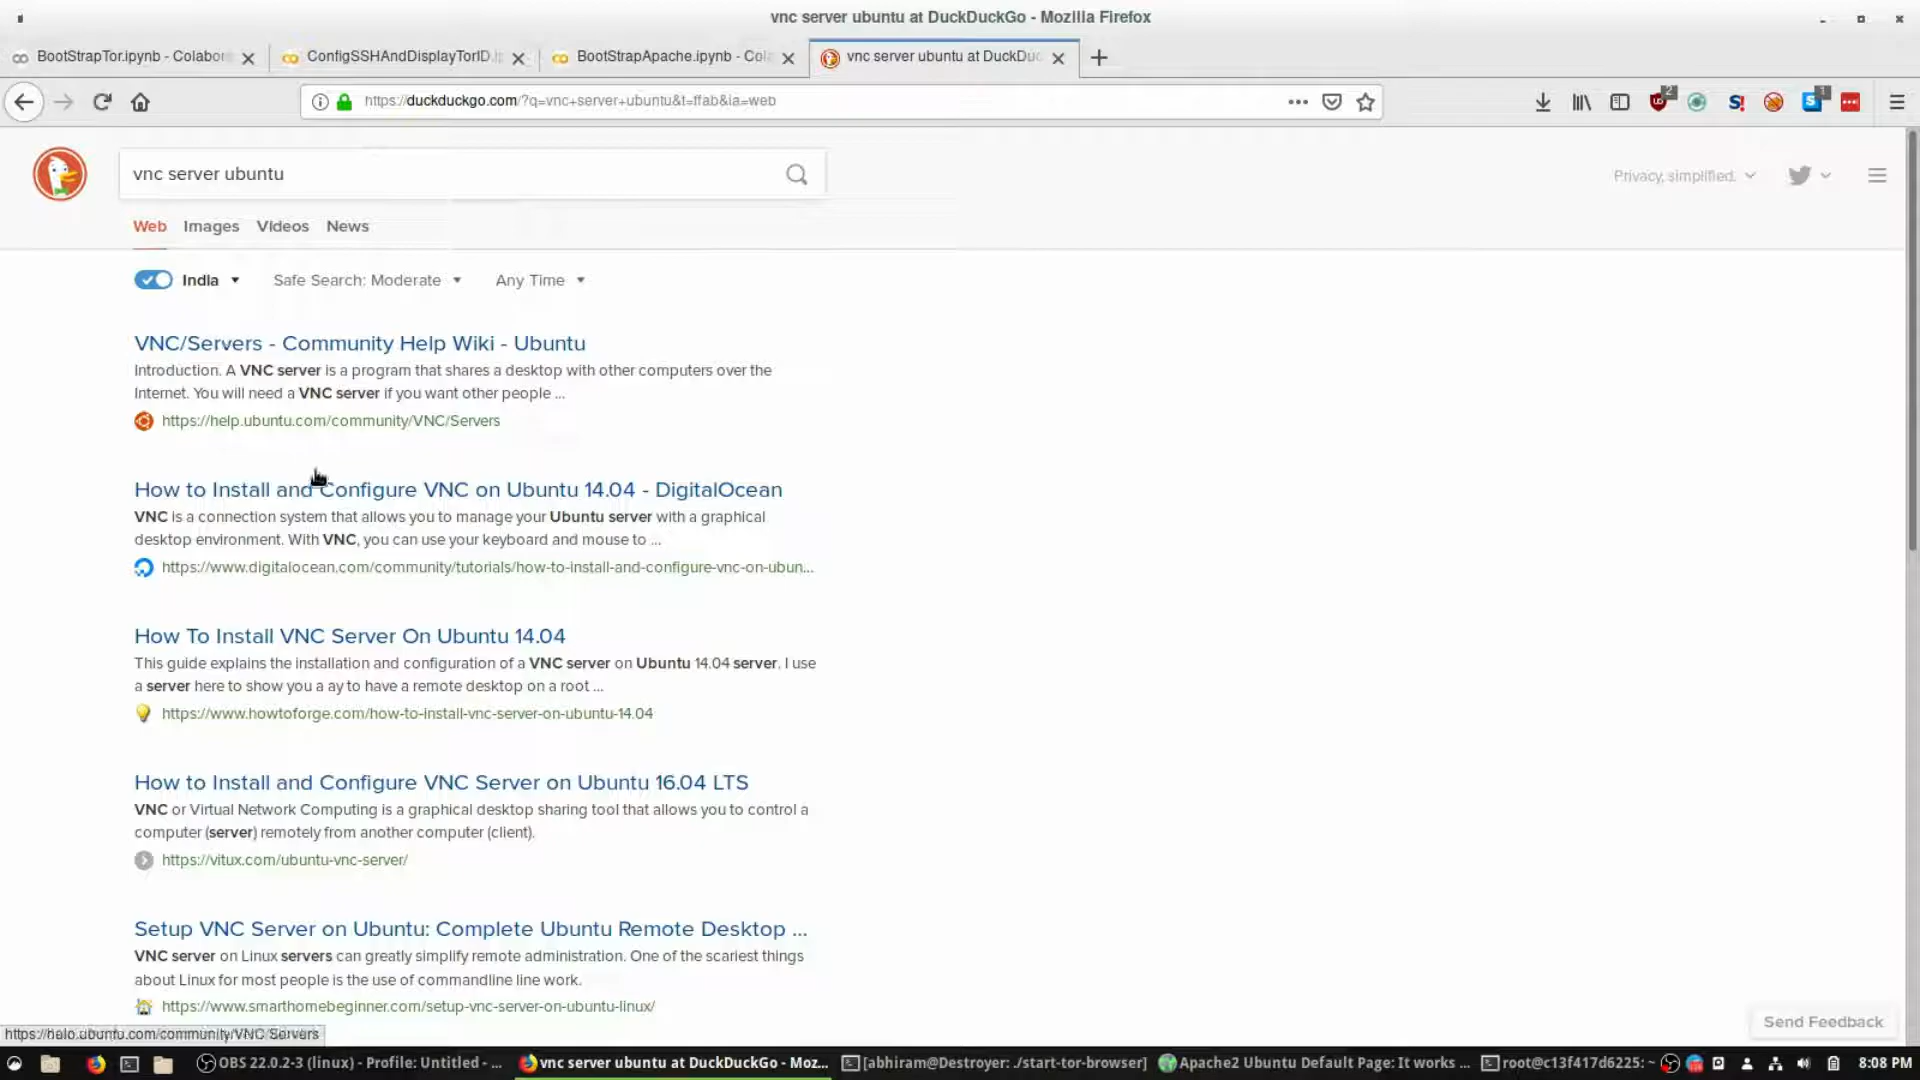 vnc server ubuntu at DuckDuckGo - Mozilla Firefox
BootStrapTor.ipynb - Colabor
ConfigSSHAndDisplayTorID.i
BootStrapApache.ipynb - Cola
vnc server ubuntu at DuckDuc
https://duckduckgo.com/?q=vnc+server+ubuntu&t=ffab&ia=web
2
S!
S
1
vnc server ubuntu
Privacy, simplified.
Web Images Videos News
India Safe Search: Moderate Any Time
VNC/Servers - Community Help Wiki - Ubuntu
Introduction. A VNC server is a program that shares a desktop with other computers over the
Internet. You will need a VNC server if you want other people ...
https://help.ubuntu.com/community/VNC/Servers
How to Install and Configure VNC on Ubuntu 14.04 - DigitalOcean
VNC is a connection system that allows you to manage your Ubuntu server with a graphical
desktop environment. With VNC, you can use your keyboard and mouse to ...
https://www.digitalocean.com/community/tutorials/how-to-install-and-configure-vnc-on-ubun...
How To Install VNC Server On Ubuntu 14.04
This guide explains the installation and configuration of a VNC server on Ubuntu 14.04 server. I use
a server here to show you a ay to have a remote desktop on a root ...
https://www.howtoforge.com/how-to-install-vnc-server-on-ubuntu-14.04
How to Install and Configure VNC Server on Ubuntu 16.04 LTS
VNC or Virtual Network Computing is a graphical desktop sharing tool that allows you to control a
computer (server) remotely from another computer (client).
https://vitux.com/ubuntu-vnc-server/
Setup VNC Server on Ubuntu: Complete Ubuntu Remote Desktop ...
VNC server on Linux servers can greatly simplify remote administration. One of the scariest things
about Linux for most people is the use of commandline line work.
https://www.smarthomebeginner.com/setup-vnc-server-on-ubuntu-linux/
Send Feedback
https://help.ubuntu.com/community/VNC/Servers
OBS 22.0.2-3 (linux) - Profile: Untitled - ...
vnc server ubuntu at DuckDuckGo - Moz...
[abhiram@Destroyer: ./start-tor-browser]
Apache2 Ubuntu Default Page: It works ...
root@c13f417d6225: ~
8:08 PM